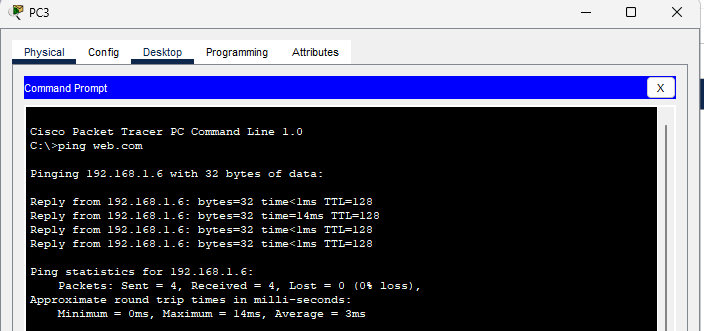 PC3
Physical Config Desktop Programming Attributes
Command Prompt
X
Cisco Packet Tracer PC Command Line 1.0
C:\>ping web.com
Pinging 192.168.1.6 with 32 bytes of data:
Reply from 192.168.1.6: bytes=32 time<1ms TTL=128
Reply from 192.168.1.6: bytes=32 time=14ms TTL=128
Reply from 192.168.1.6: bytes=32 time<1ms TTL=128
Reply from 192.168.1.6: bytes=32 time<1ms TTL=128
Ping statistics for 192.168.1.6:
Packets: Sent = 4, Received = 4, Lost = 0 (0% loss),
Approximate round trip times in milli-seconds:
Minimum = 0ms, Maximum = 14ms, Average = 3ms